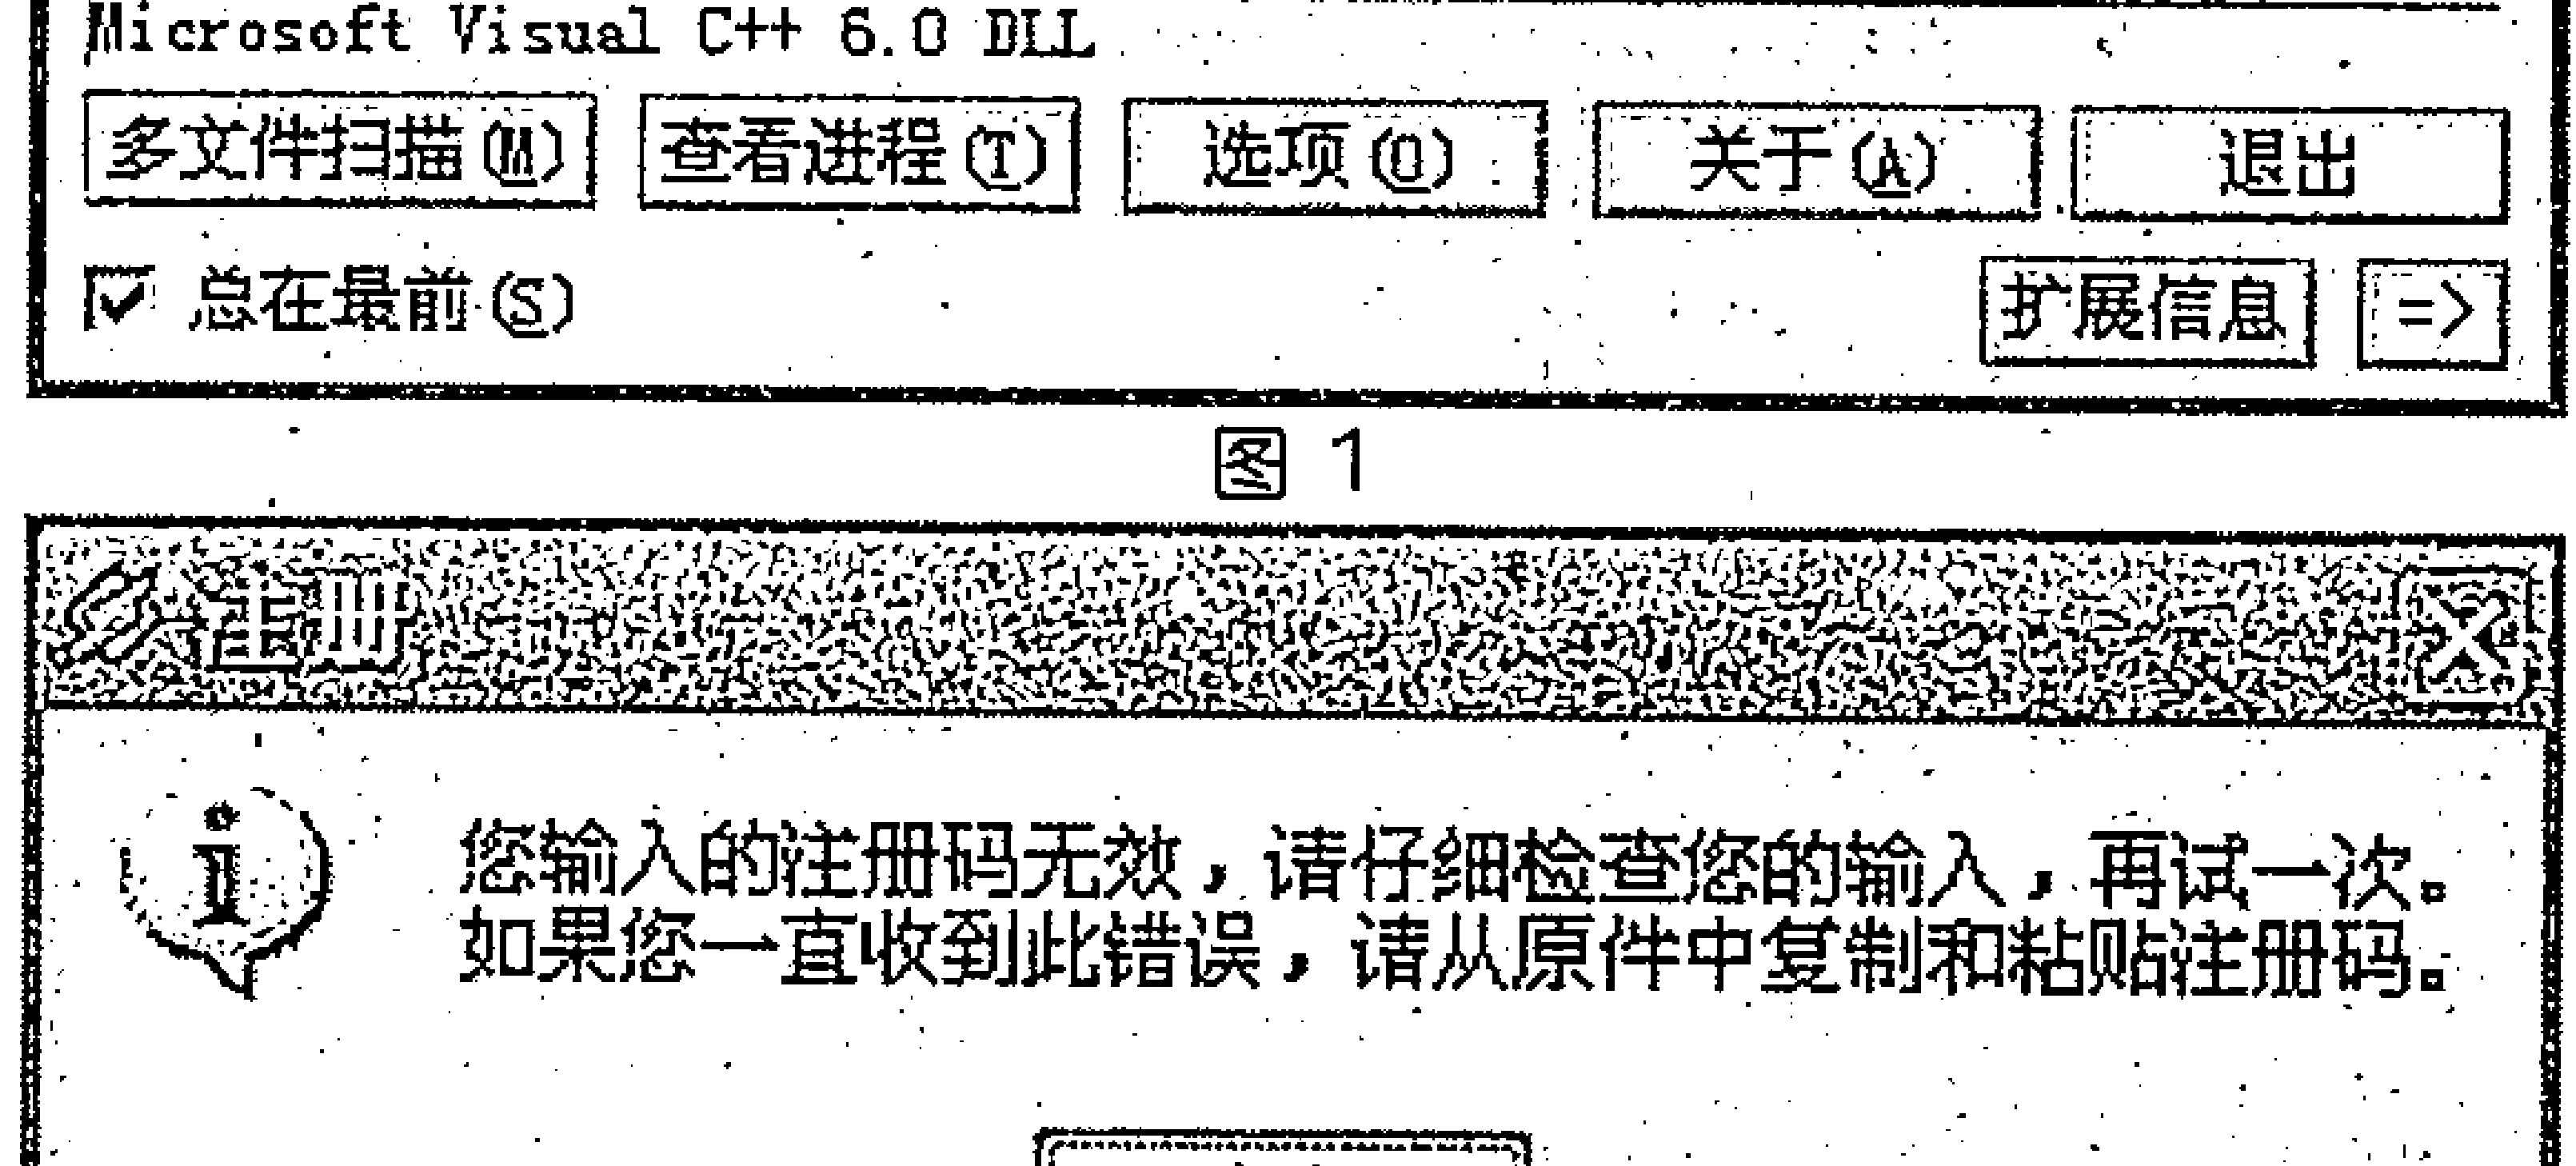 Microsoft Visual C++ 6.0 DLL
多文件扫描(M) 查看进程(T) 选项(O) 关于(A) 退出
总在最前(S) 扩展信息 =>
图 1
注册
您输入的注册码无效，请仔细检查您的输入，再试一次。
如果您一直收到此错误，请从原件中复制和粘贴注册码。